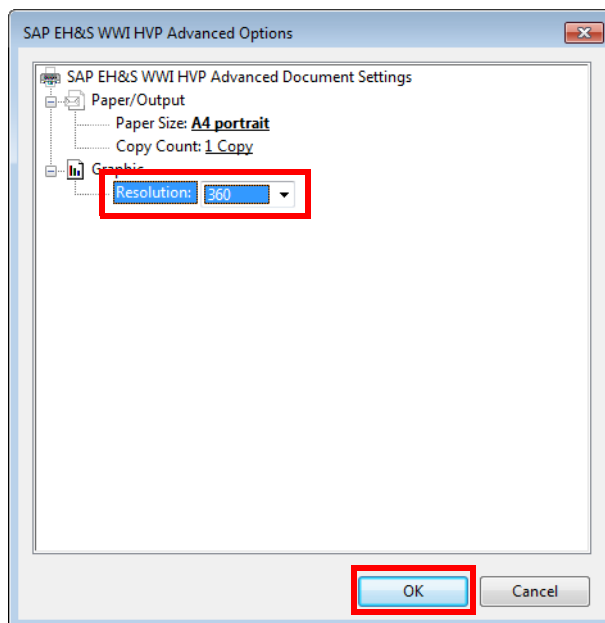 SAP EH&S WWI HVP Advanced Options
SAP EH&S WWI HVP Advanced Document Settings
Paper/Output
Paper Size: A4 portrait
Copy Count: 1 Copy
Graphic
Resolution: 360
OK Cancel